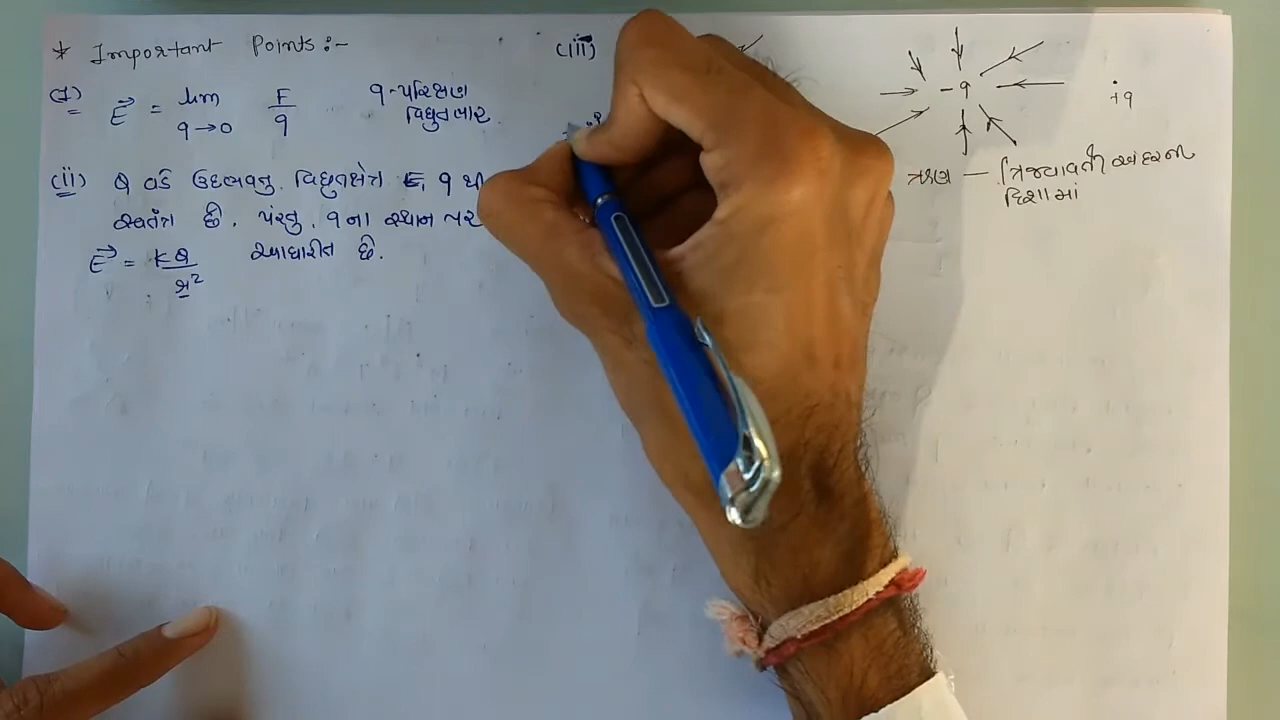 * Important Points :-
(i) E = lim q→0 F/q q - પરિક્ષણ
વિધુતભાર
(ii) Q વડે ઉદભવતુ વિધુતક્ષેત્ર E, q થી
સ્વતંત્ર છે. પરંતુ, q ના સ્થાન પર
E = KQ/r² આધારીત છે.
(iii)
-q
+q
ઋણ - ત્રિજ્યાવર્તી અંદરની
દિશામાં